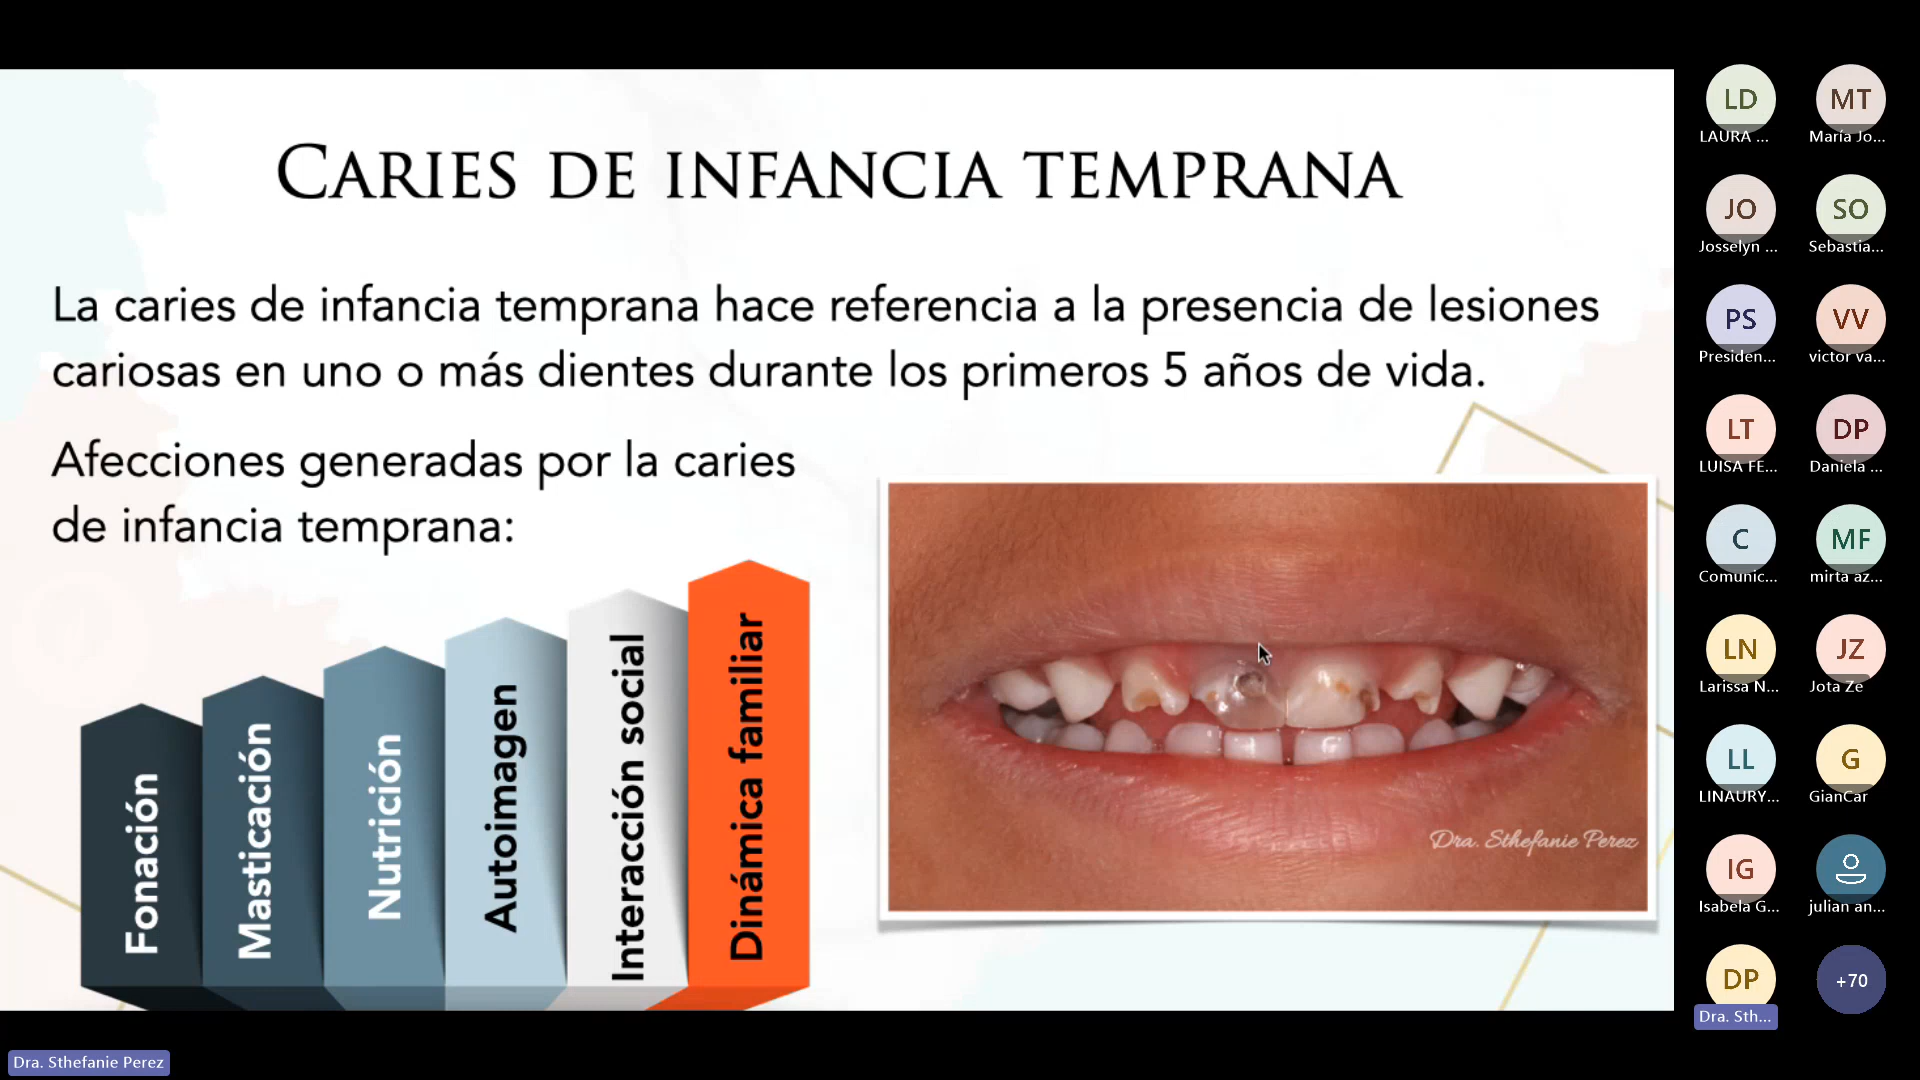 CARIES DE INFANCIA TEMPRANA
La caries de infancia temprana hace referencia a la presencia de lesiones
cariosas en uno o más dientes durante los primeros 5 años de vida.
Afecciones generadas por la caries
de infancia temprana:
Fonación
Masticación
Nutrición
Autoimagen
Interacción social
Dinámica familiar
Dra. Sthefanie Perez
LD
LAURA ...
MT
María Jo...
JO
Josselyn ...
SO
Sebastia...
PS
Presiden...
VV
victor va...
LT
LUISA FE...
DP
Daniela ...
C
Comunic...
MF
mirta az...
LN
Larissa N...
JZ
Jota Ze
LL
LINAURY...
G
GianCar
IG
Isabela G...
julian an...
DP
Dra. Sth...
+70
Dra. Sthefanie Perez